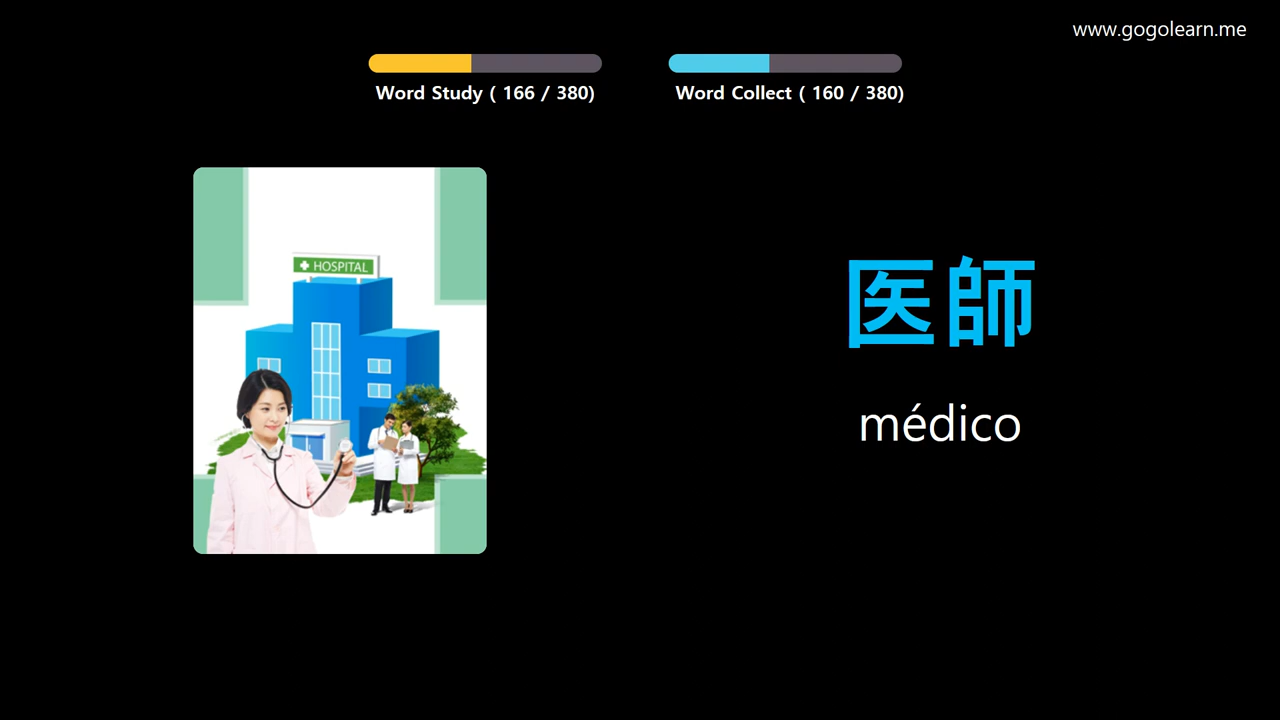 www.gogolearn.me
Word Study ( 166 / 380)
Word Collect ( 160 / 380)
HOSPITAL
医師
médico